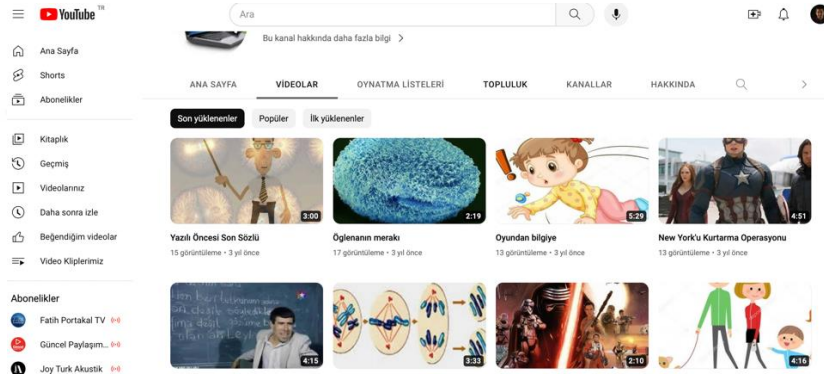 YouTube TR
Ara
Bu kanal hakkında daha fazla bilgi >
Ana Sayfa
Shorts
Abonelikler
Kitaplık
Geçmiş
Videolarınız
Daha sonra izle
Beğendiğim videolar
Video Kliplerimiz
Abonelikler
Fatih Portakal TV
Güncel Paylaşım...
Joy Turk Akustik
ANA SAYFA VİDEOLAR OYNATMA LİSTELERİ TOPLULUK KANALLAR HAKKINDA
Son yüklenenler Popüler İlk yüklenenler
3:00 2:19 5:29 4:51
Yazılı Öncesi Son Sözlü Öglenanın merakı Oyundan bilgiye New York'u Kurtarma Operasyonu
15 görüntüleme • 3 yıl önce 17 görüntüleme • 3 yıl önce 13 görüntüleme • 3 yıl önce 13 görüntüleme • 3 yıl önce
4:15 3:33 2:10 4:16